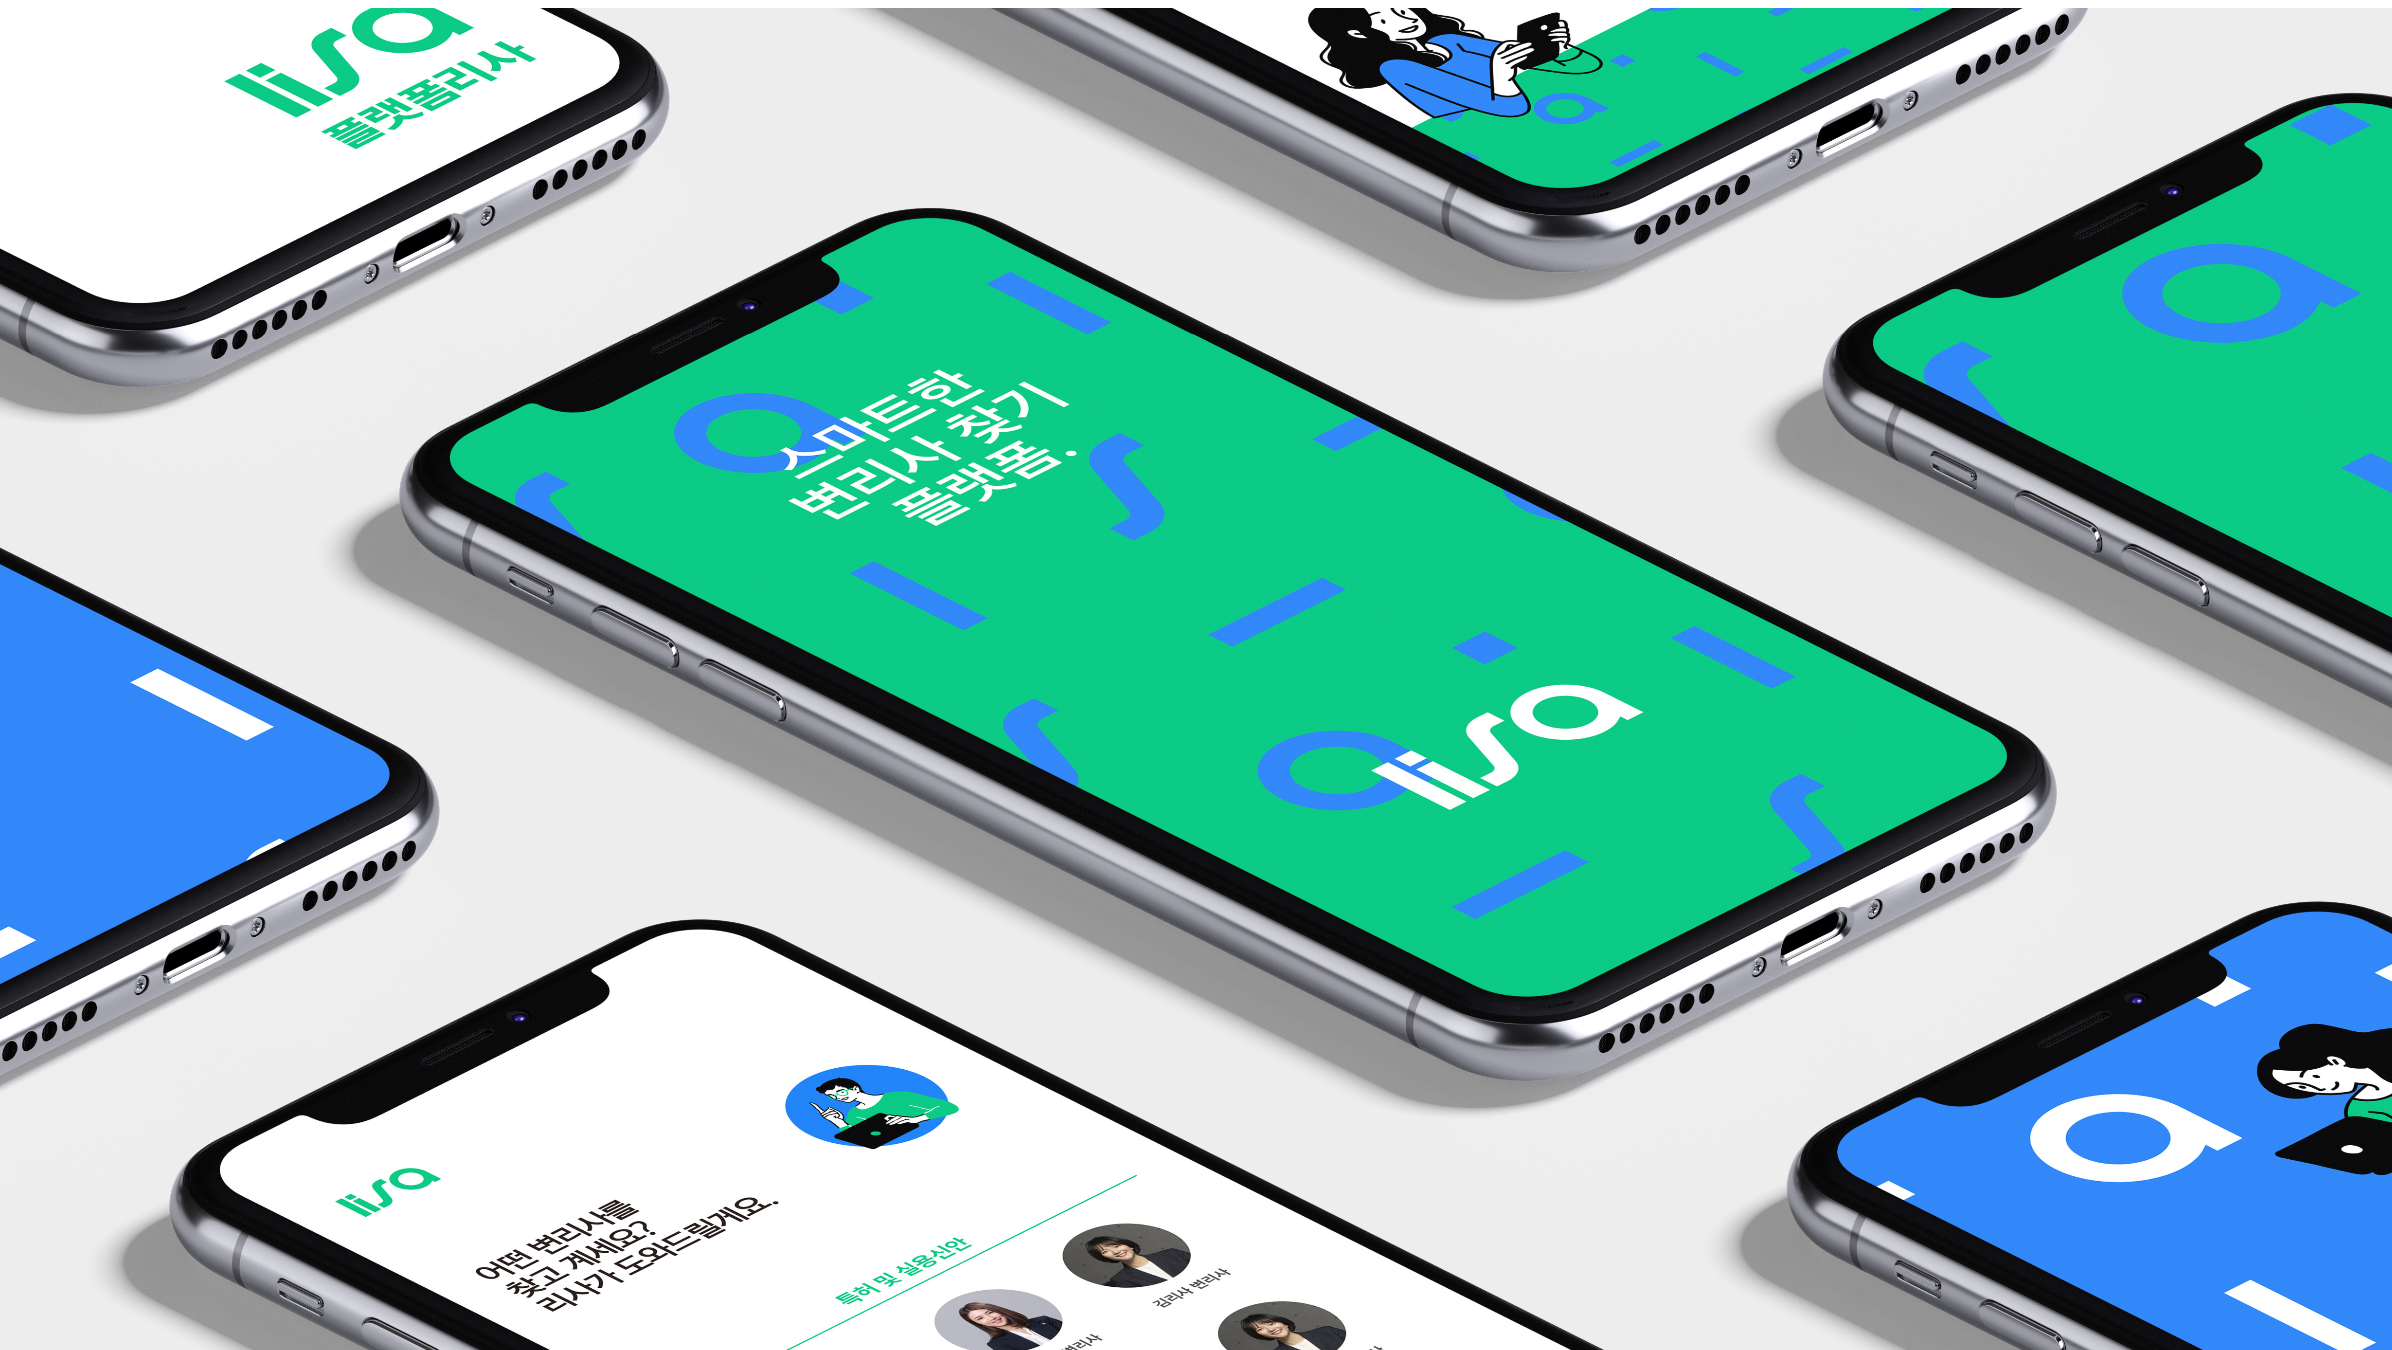 lisa
플랫폼리사
스마트한
변리사 찾기
플랫폼.
lisa
lisa
어떤 변리사를
찾고 계세요?
리사가 도와드릴게요.
특허 및 실용신안
김리사 변리사
변리사